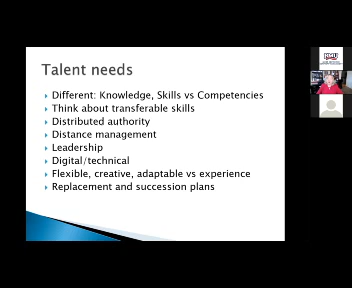 Talent needs
Different: Knowledge, Skills vs Competencies
Think about transferable skills
Distributed authority
Distance management
Leadership
Digital/technical
Flexible, creative, adaptable vs experience
Replacement and succession plans